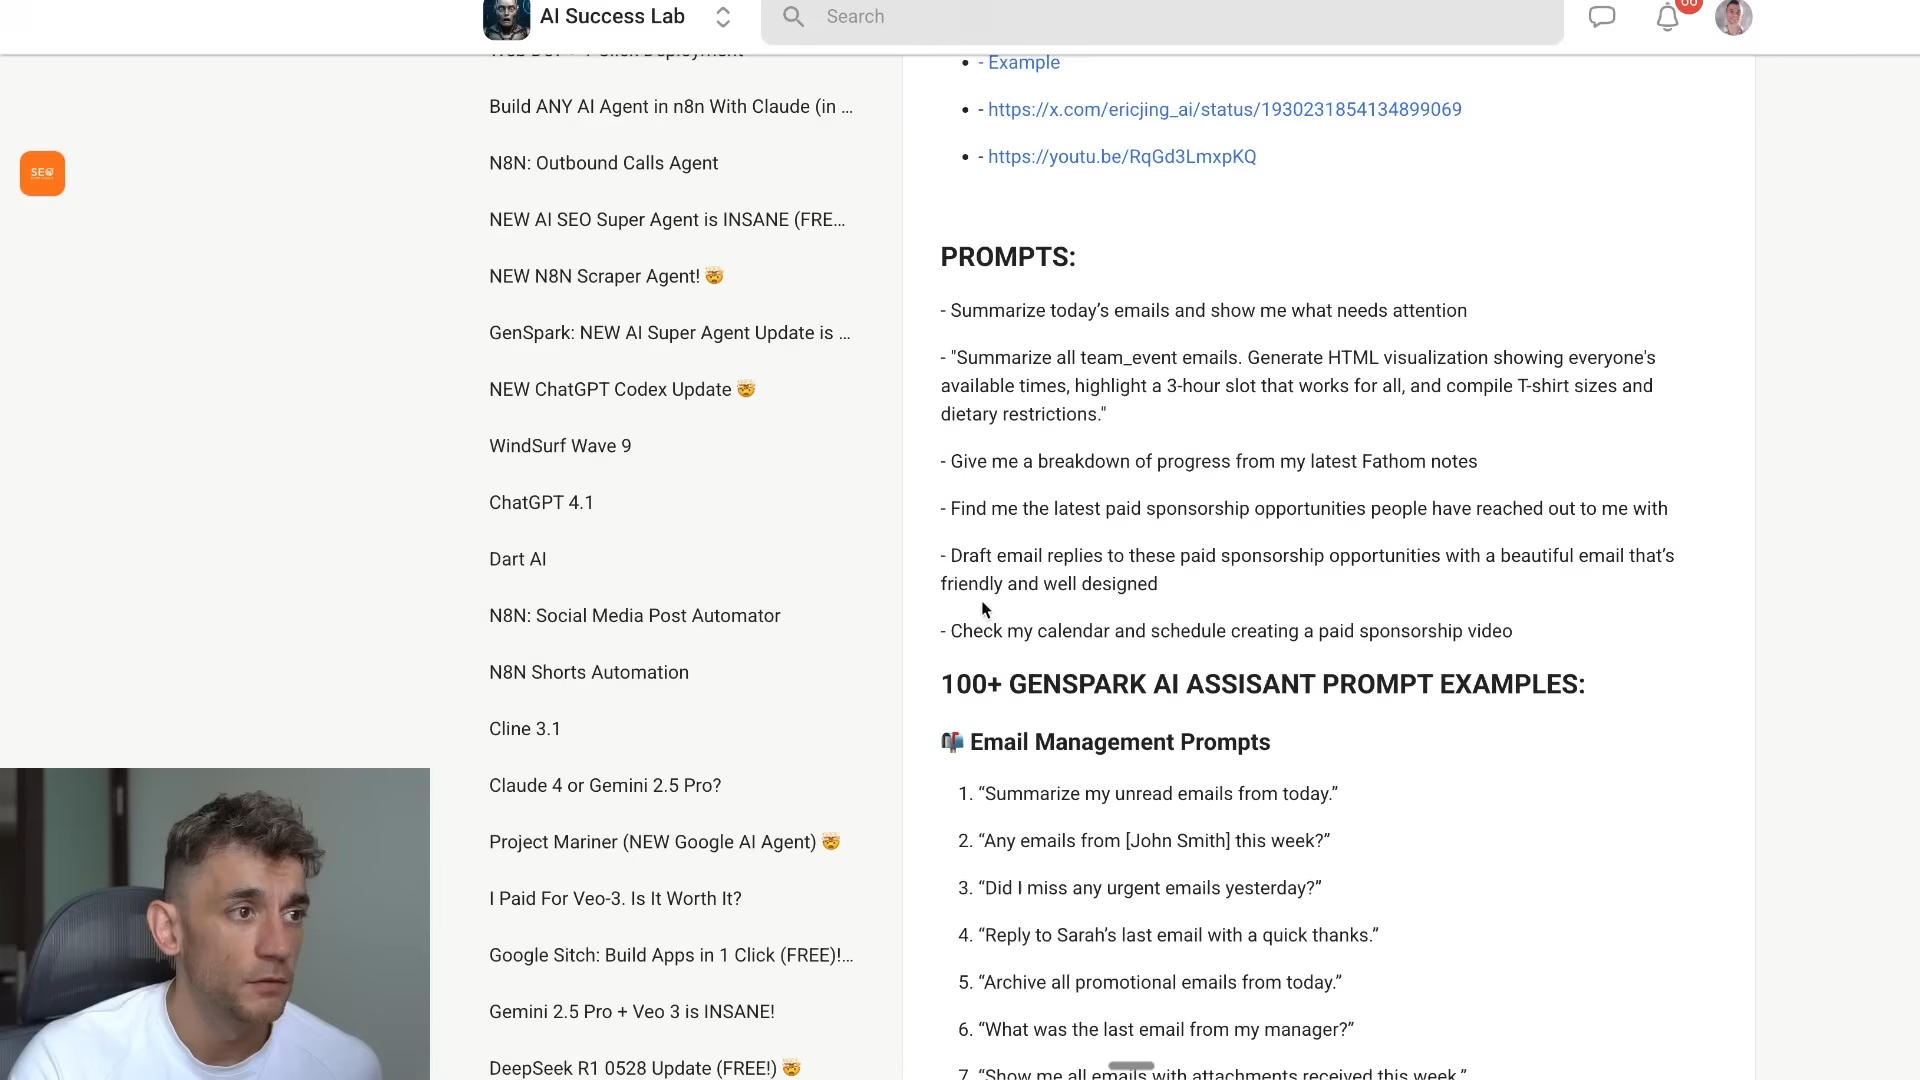 AI Success Lab
Search
66
SEO
Build ANY AI Agent in n8n With Claude (in ...
N8N: Outbound Calls Agent
NEW AI SEO Super Agent is INSANE (FRE...
NEW N8N Scraper Agent! 🤯
GenSpark: NEW AI Super Agent Update is ...
NEW ChatGPT Codex Update 🤯
WindSurf Wave 9
ChatGPT 4.1
Dart AI
N8N: Social Media Post Automator
N8N Shorts Automation
Cline 3.1
Claude 4 or Gemini 2.5 Pro?
Project Mariner (NEW Google AI Agent) 🤯
I Paid For Veo-3. Is It Worth It?
Google Sitch: Build Apps in 1 Click (FREE)!...
Gemini 2.5 Pro + Veo 3 is INSANE!
DeepSeek R1 0528 Update (FREE!) 🤯
- Example
- https://x.com/ericjing_ai/status/1930231854134899069
- https://youtu.be/RqGd3LmxpKQ
PROMPTS:
- Summarize today’s emails and show me what needs attention
- "Summarize all team_event emails. Generate HTML visualization showing everyone's
available times, highlight a 3-hour slot that works for all, and compile T-shirt sizes and
dietary restrictions."
- Give me a breakdown of progress from my latest Fathom notes
- Find me the latest paid sponsorship opportunities people have reached out to me with
- Draft email replies to these paid sponsorship opportunities with a beautiful email that’s
friendly and well designed
- Check my calendar and schedule creating a paid sponsorship video
100+ GENSPARK AI ASSISANT PROMPT EXAMPLES:
📬 Email Management Prompts
1. “Summarize my unread emails from today.”
2. “Any emails from [John Smith] this week?”
3. “Did I miss any urgent emails yesterday?”
4. “Reply to Sarah’s last email with a quick thanks.”
5. “Archive all promotional emails from today.”
6. “What was the last email from my manager?”
7. “Show me all emails with attachments received this week.”